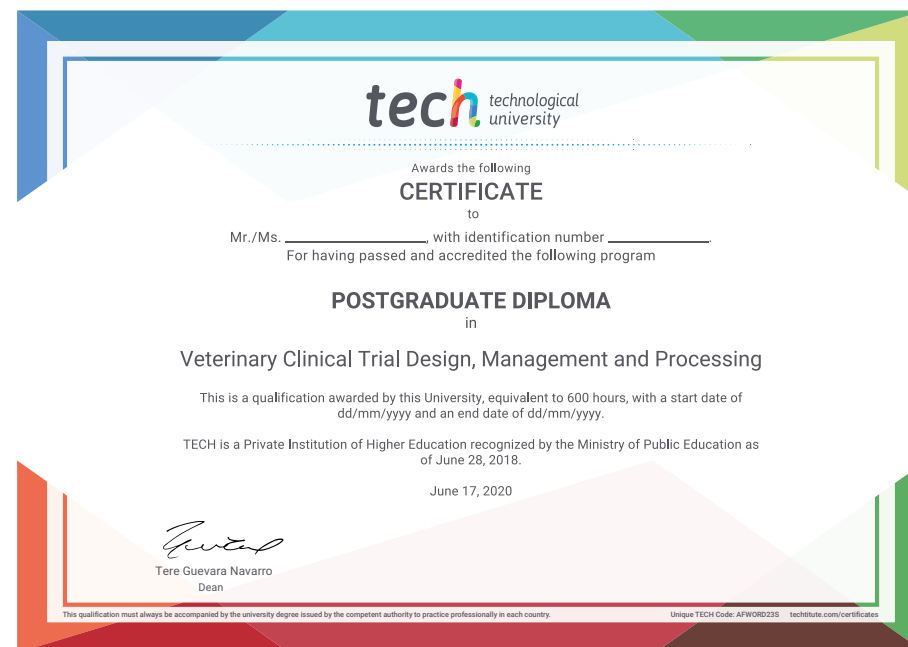 tech technological
university
Awards the following
CERTIFICATE
to
Mr./Ms. ____________, with identification number ____________.
For having passed and accredited the following program
POSTGRADUATE DIPLOMA
in
Veterinary Clinical Trial Design, Management and Processing
This is a qualification awarded by this University, equivalent to 600 hours, with a start date of
dd/mm/yyyy and an end date of dd/mm/yyyy.
TECH is a Private Institution of Higher Education recognized by the Ministry of Public Education as
of June 28, 2018.
June 17, 2020
Tere Guevara Navarro
Dean
This qualification must always be accompanied by the university degree issued by the competent authority to practice professionally in each country. Unique TECH Code: AFWORD23S techtitute.com/certificates